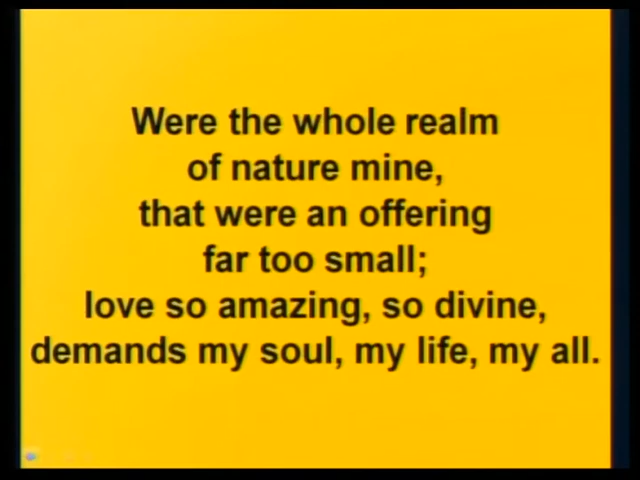 Were the whole realm
of nature mine,
that were an offering
far too small;
love so amazing, so divine,
demands my soul, my life, my all.